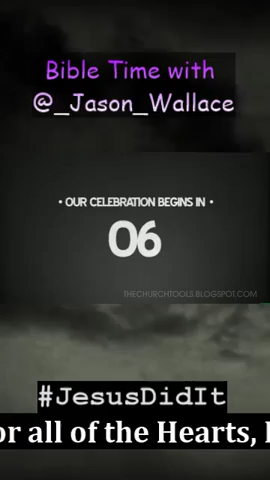 Bible Time with
@_Jason_Wallace
• OUR CELEBRATION BEGINS IN •
06
THECHURCHTOOLS.BLOGSPOT.COM
#JesusDidIt
or all of the Hearts,